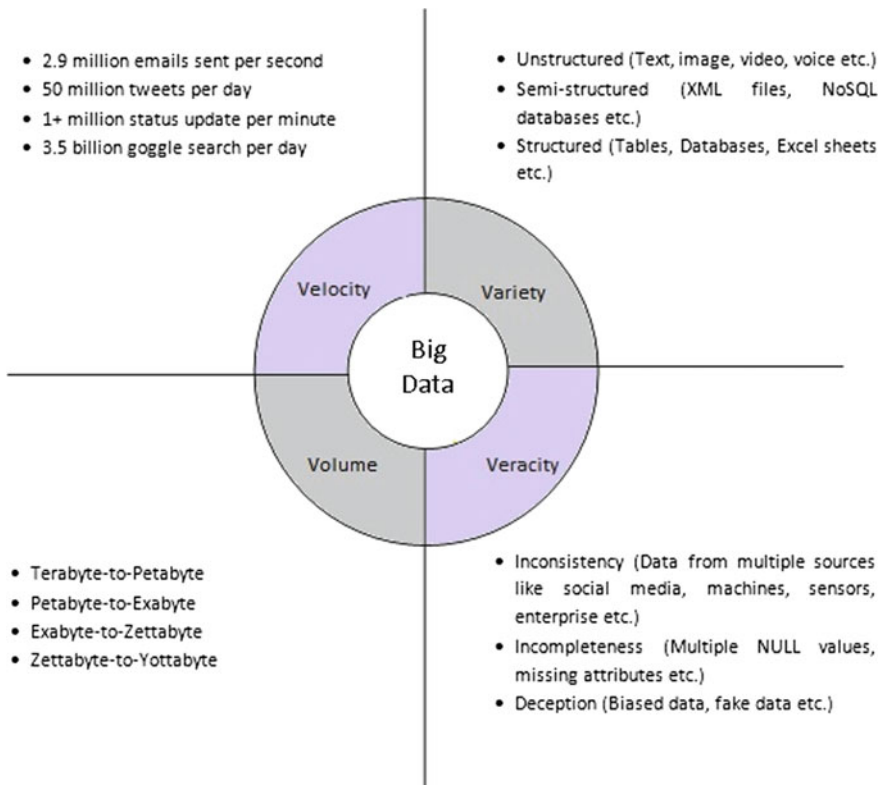 • 2.9 million emails sent per second
• 50 million tweets per day
• 1+ million status update per minute
• 3.5 billion goggle search per day
• Unstructured (Text, image, video, voice etc.)
• Semi-structured (XML files, NoSQL
databases etc.)
• Structured (Tables, Databases, Excel sheets
etc.)
Velocity
Variety
Big
Data
Volume
Veracity
• Terabyte-to-Petabyte
• Petabyte-to-Exabyte
• Exabyte-to-Zettabyte
• Zettabyte-to-Yottabyte
• Inconsistency (Data from multiple sources
like social media, machines, sensors,
enterprise etc.)
• Incompleteness (Multiple NULL values,
missing attributes etc.)
• Deception (Biased data, fake data etc.)